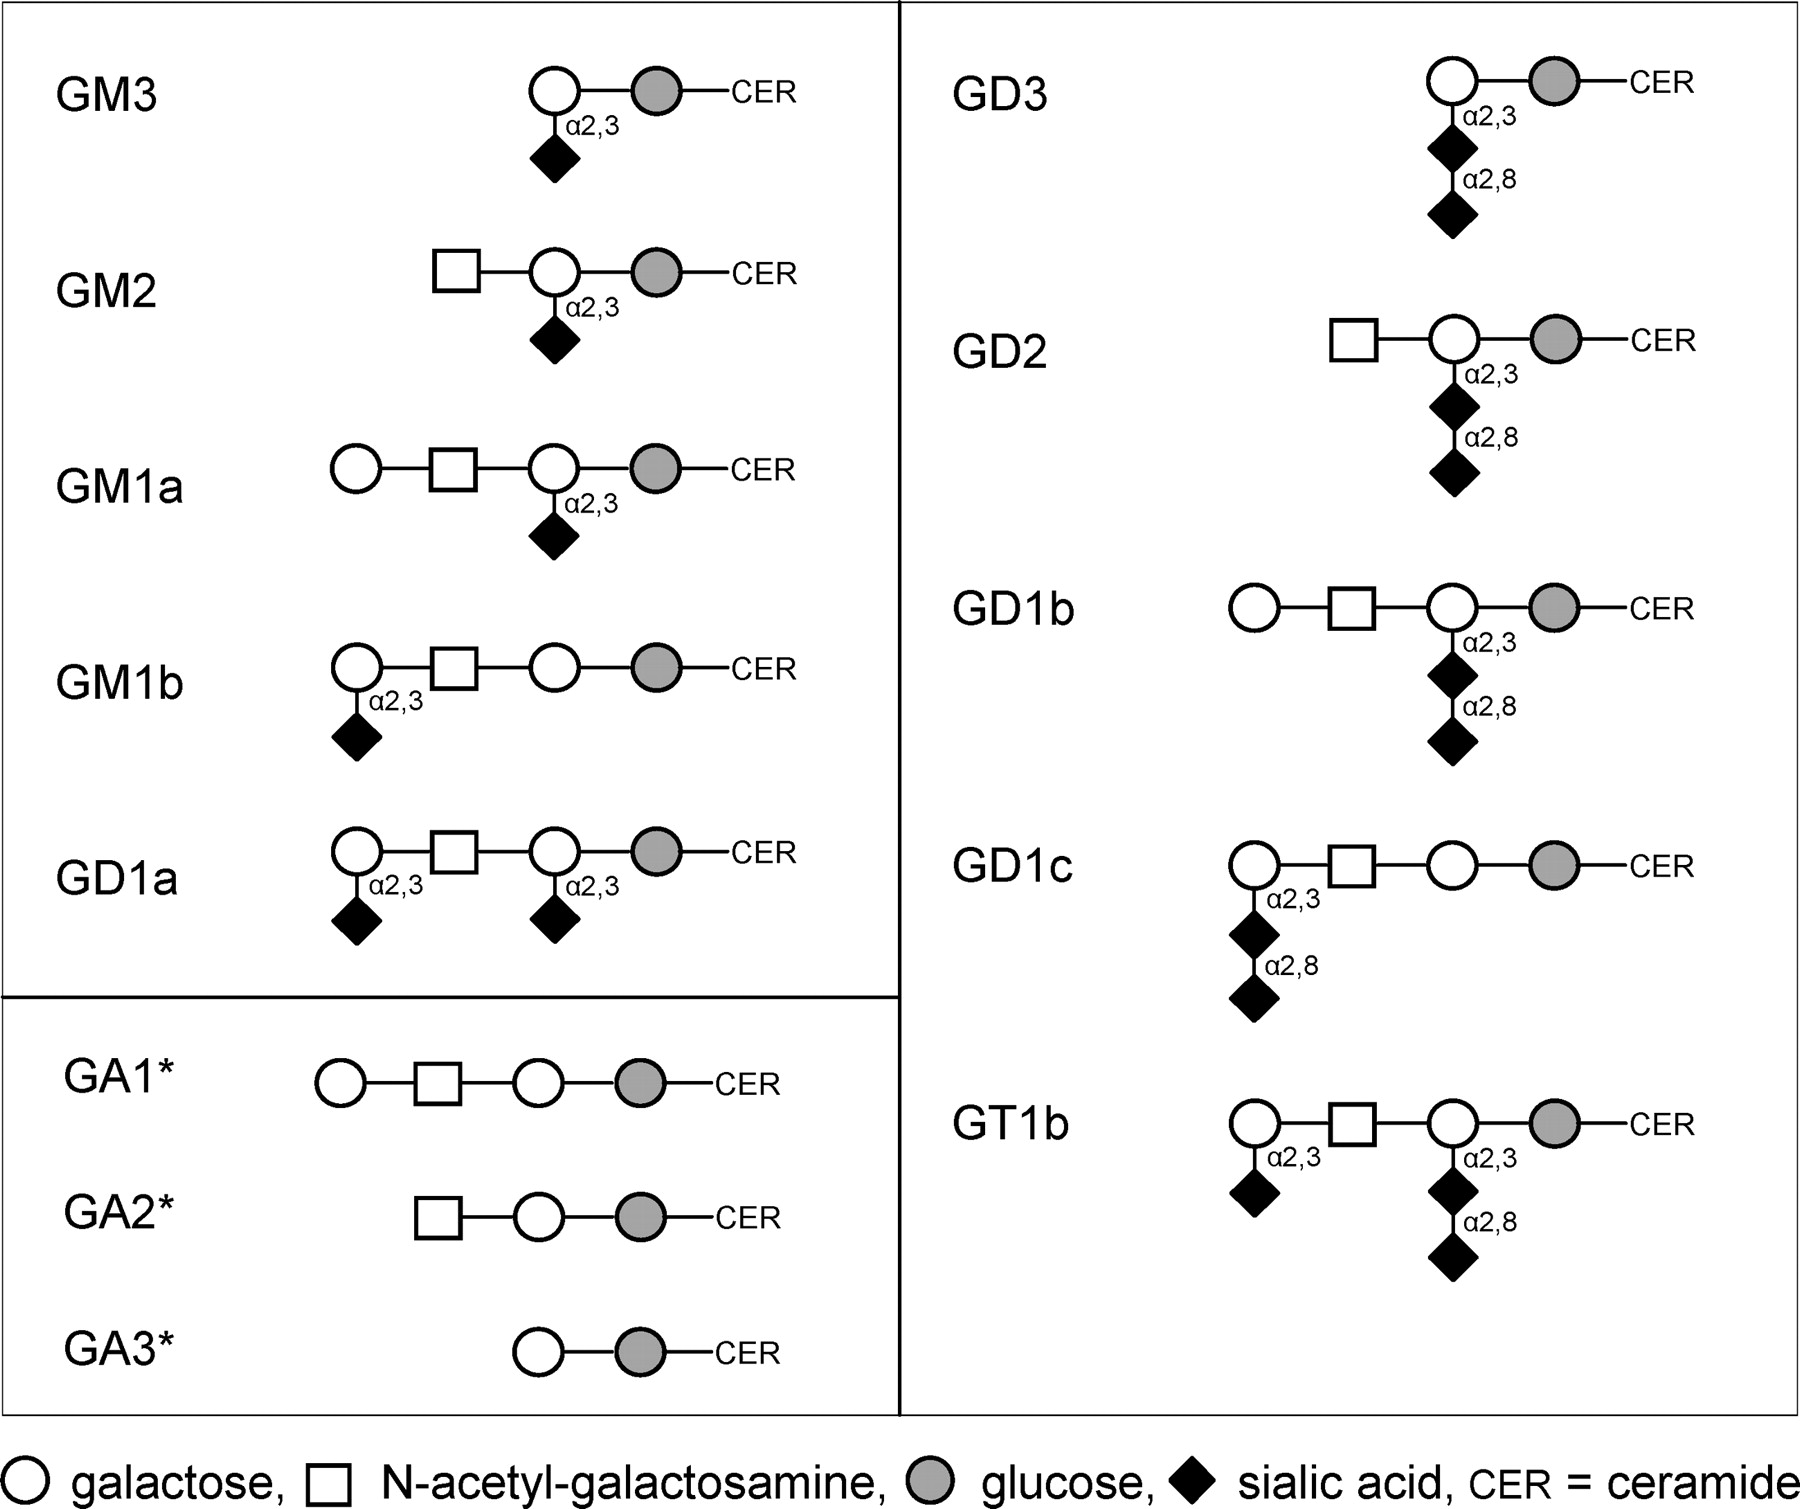 GM3
CER
α2,3
GM2
CER
α2,3
GM1a
CER
α2,3
GM1b
CER
α2,3
GD1a
CER
α2,3 α2,3
GA1*
CER
GA2*
CER
GA3*
CER
GD3
CER
α2,3
α2,8
GD2
CER
α2,3
α2,8
GD1b
CER
α2,3
α2,8
GD1c
CER
α2,3
α2,8
GT1b
CER
α2,3 α2,3
α2,8
galactose, N-acetyl-galactosamine, glucose, sialic acid, CER = ceramide